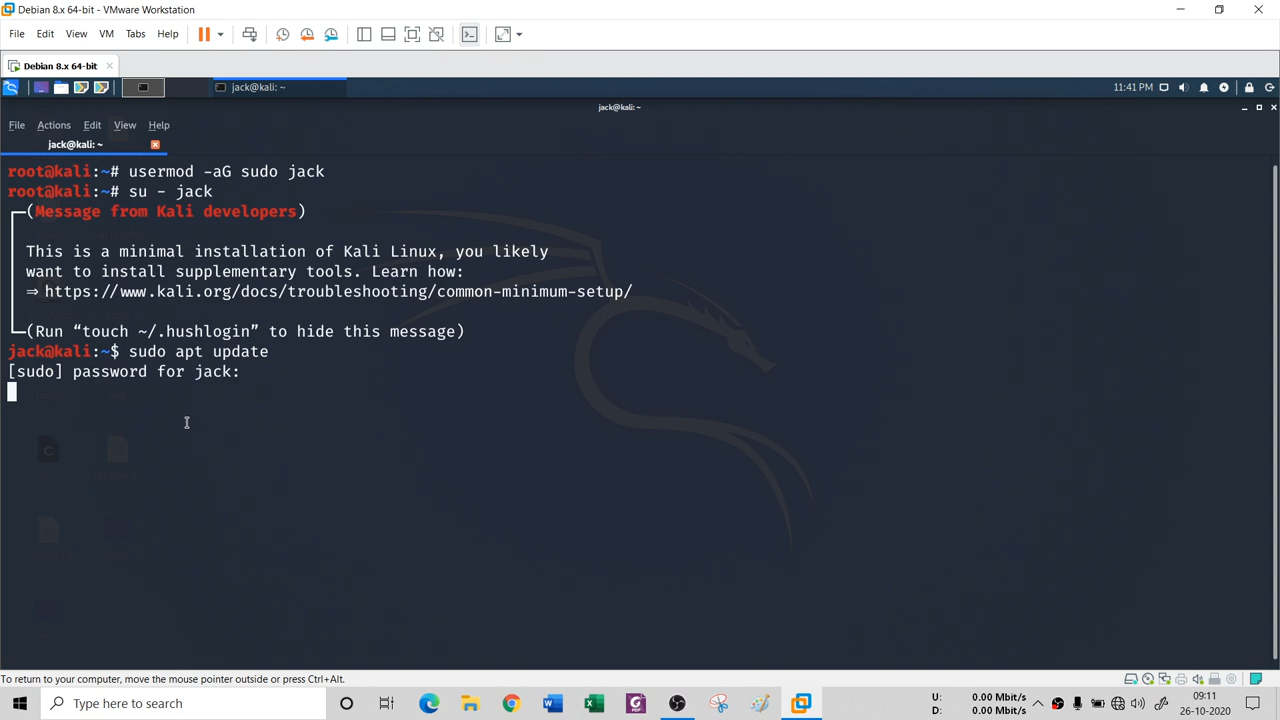 Debian 8.x 64-bit - VMware Workstation
File Edit View VM Tabs Help
Debian 8.x 64-bit
jack@kali: ~ 11:41 PM
jack@kali: ~
File Actions Edit View Help
jack@kali: ~
root@kali:~# usermod -aG sudo jack
root@kali:~# su - jack
(Message from Kali developers)
This is a minimal installation of Kali Linux, you likely
want to install supplementary tools. Learn how:
⇒ https://www.kali.org/docs/troubleshooting/common-minimum-setup/
(Run “touch ~/.hushlogin” to hide this message)
jack@kali:~$ sudo apt update
[sudo] password for jack:
To return to your computer, move the mouse pointer outside or press Ctrl+Alt.
Type here to search
U: 0.00 Mbit/s
D: 0.00 Mbit/s
09:11
26-10-2020